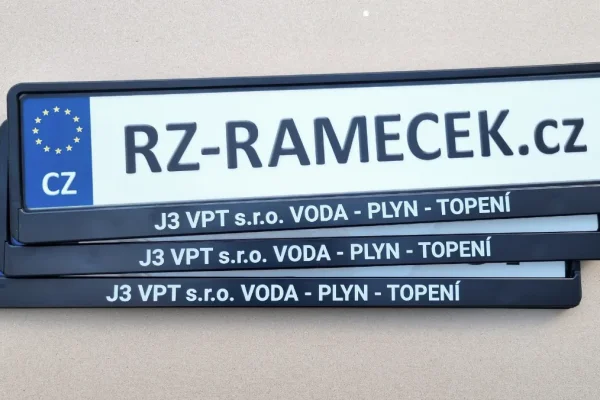 CZ RZ-RAMECEK.cz
J3 VPT s.r.o. VODA - PLYN - TOPENÍ
J3 VPT s.r.o. VODA - PLYN - TOPENÍ
J3 VPT s.r.o. VODA - PLYN - TOPENÍ